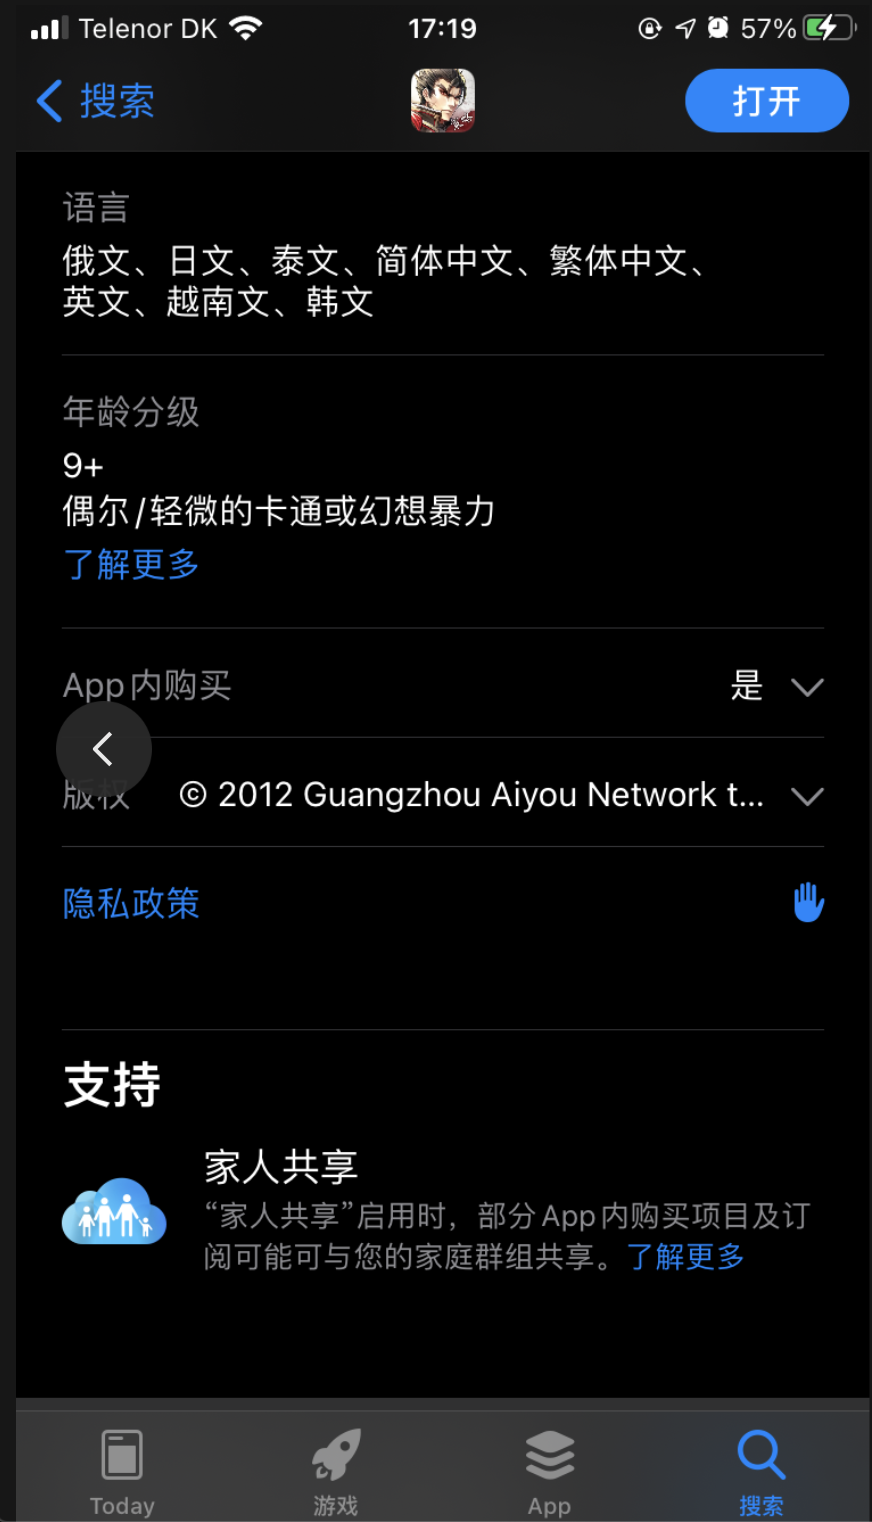 Telenor DK 17:19 57%
搜索 打开
语言
俄文、日文、泰文、简体中文、繁体中文、
英文、越南文、韩文
年龄分级
9+
偶尔/轻微的卡通或幻想暴力
了解更多
App内购买 是
版权 © 2012 Guangzhou Aiyou Network t...
隐私政策
支持
家人共享
“家人共享”启用时，部分App内购买项目及订
阅可能可与您的家庭群组共享。了解更多
Today 游戏 App 搜索